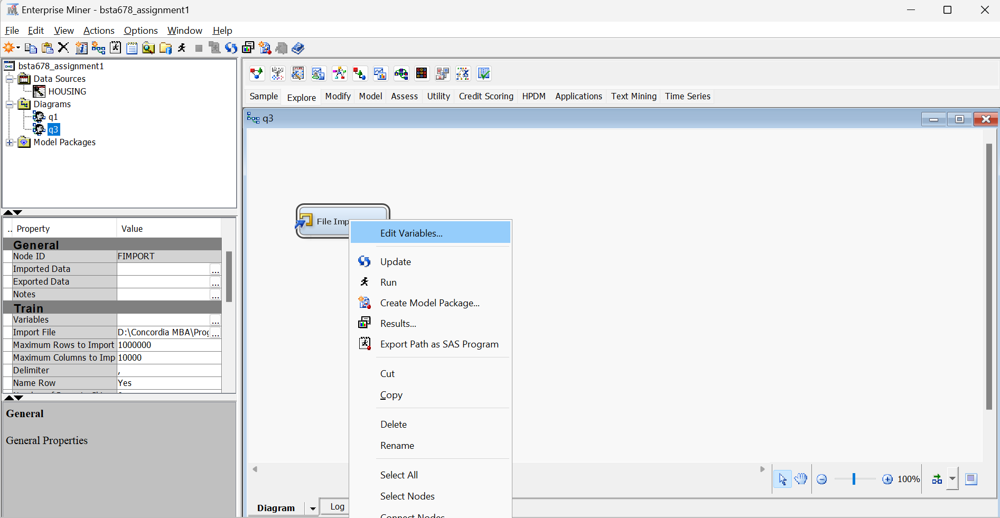 Enterprise Miner - bsta678_assignment1
File Edit View Actions Options Window Help
bsta678_assignment1
Data Sources
HOUSING
Diagrams
q1
q3
Model Packages
.. Property Value
General
Node ID FIMPORT
Imported Data ...
Exported Data ...
Notes ...
Train
Variables ...
Import File D:\Concordia MBA\Prog ...
Maximum Rows to Import 1000000
Maximum Columns to Imp 10000
Delimiter ,
Name Row Yes
General
General Properties
Sample Explore Modify Model Assess Utility Credit Scoring HPDM Applications Text Mining Time Series
q3
File Imp
Edit Variables...
Update
Run
Create Model Package...
Results...
Export Path as SAS Program
Cut
Copy
Delete
Rename
Select All
Select Nodes
Connect Nodes
100%
Diagram Log